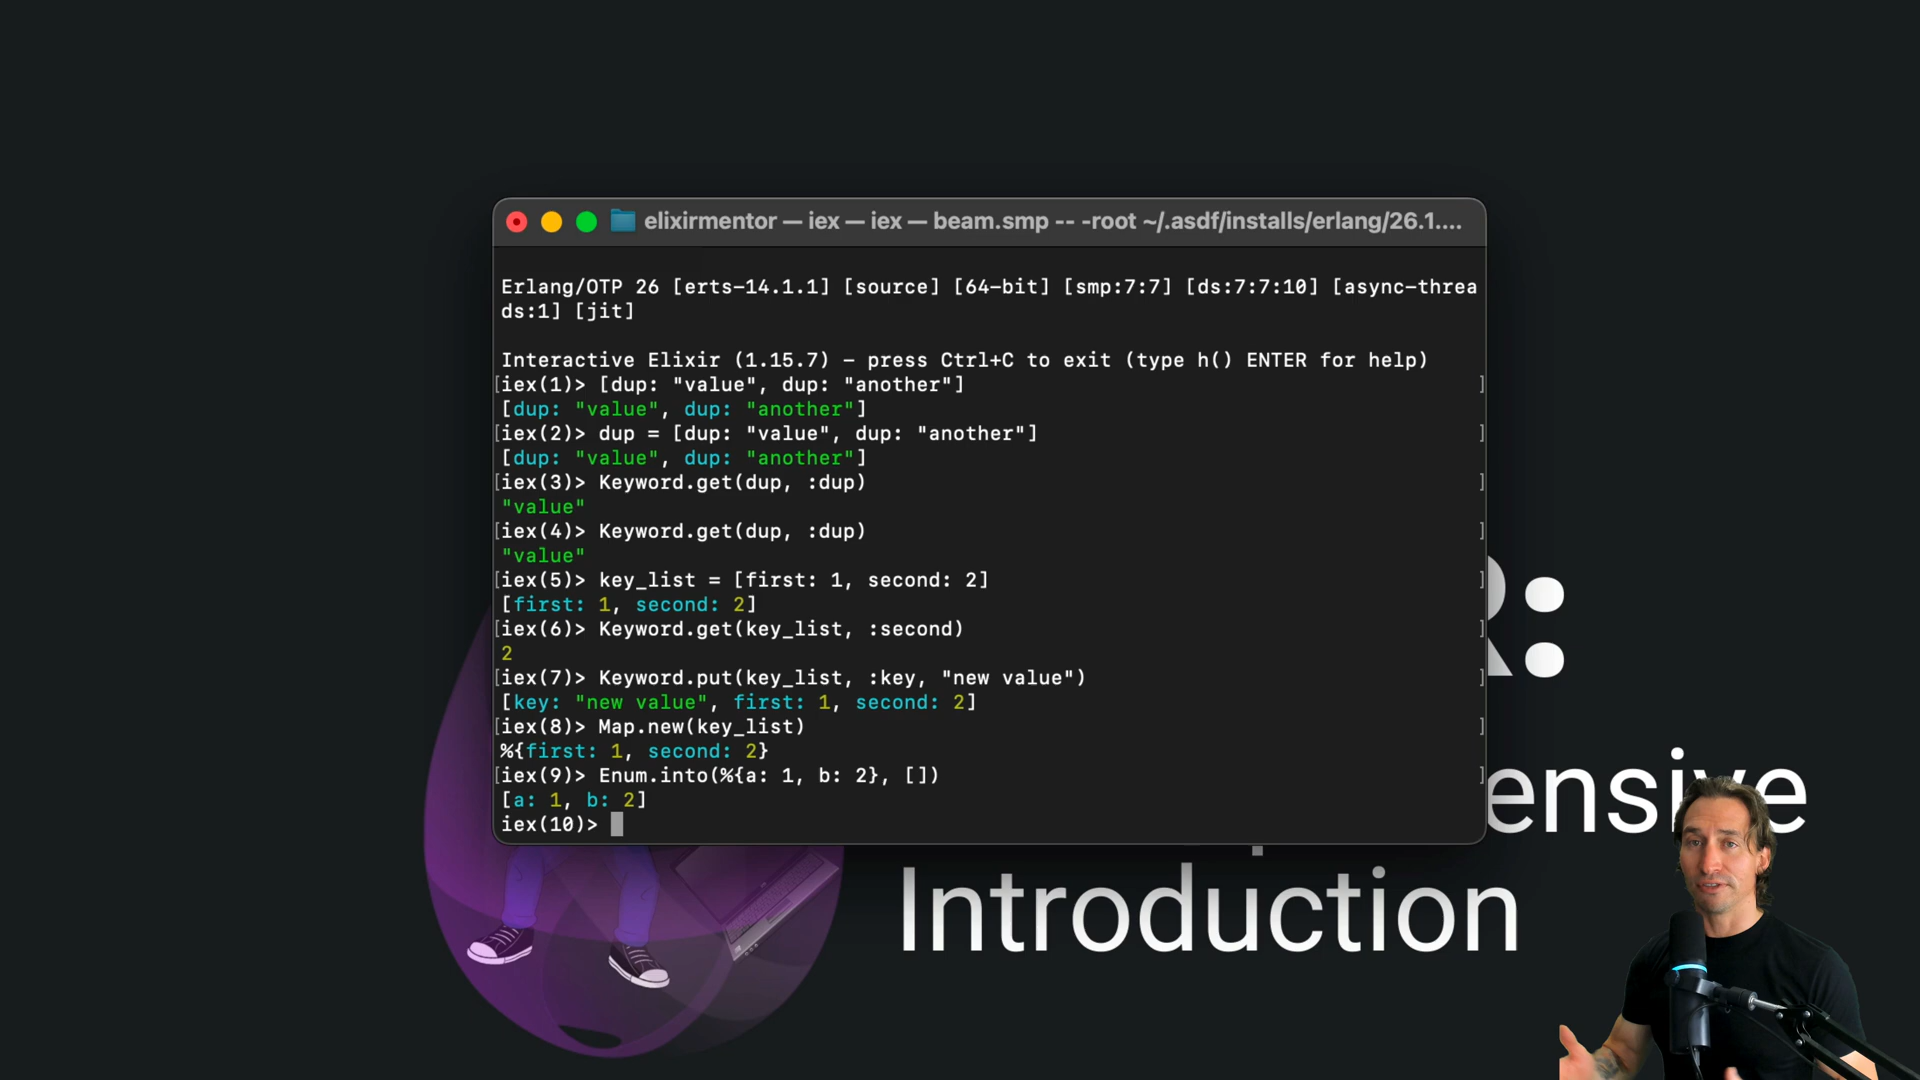 elixirmentor — iex — iex — beam.smp -- -root ~/.asdf/installs/erlang/26.1....
Erlang/OTP 26 [erts-14.1.1] [source] [64-bit] [smp:7:7] [ds:7:7:10] [async-threa
ds:1] [jit]
Interactive Elixir (1.15.7) - press Ctrl+C to exit (type h() ENTER for help)
[iex(1)> [dup: "value", dup: "another"] ]
[dup: "value", dup: "another"]
[iex(2)> dup = [dup: "value", dup: "another"] ]
[dup: "value", dup: "another"]
[iex(3)> Keyword.get(dup, :dup) ]
"value"
[iex(4)> Keyword.get(dup, :dup) ]
"value"
[iex(5)> key_list = [first: 1, second: 2] ]
[first: 1, second: 2]
[iex(6)> Keyword.get(key_list, :second) ]
2
[iex(7)> Keyword.put(key_list, :key, "new value") ]
[key: "new value", first: 1, second: 2]
[iex(8)> Map.new(key_list) ]
%{first: 1, second: 2}
[iex(9)> Enum.into(%{a: 1, b: 2}, []) ]
[a: 1, b: 2]
iex(10)>
R:
ensive
Introduction